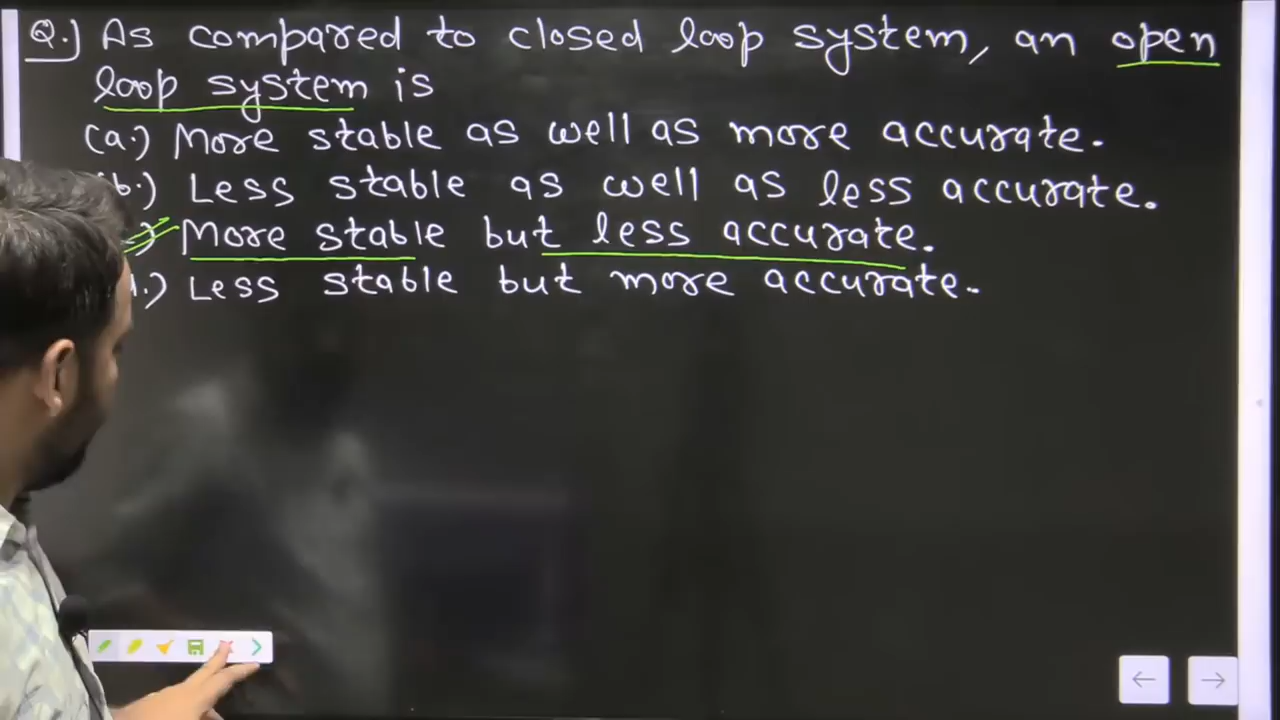 Q.) As compared to closed loop system, an open
loop system is
(a.) More stable as well as more accurate.
b.) Less stable as well as less accurate.
.) More stable but less accurate.
d.) Less stable but more accurate.